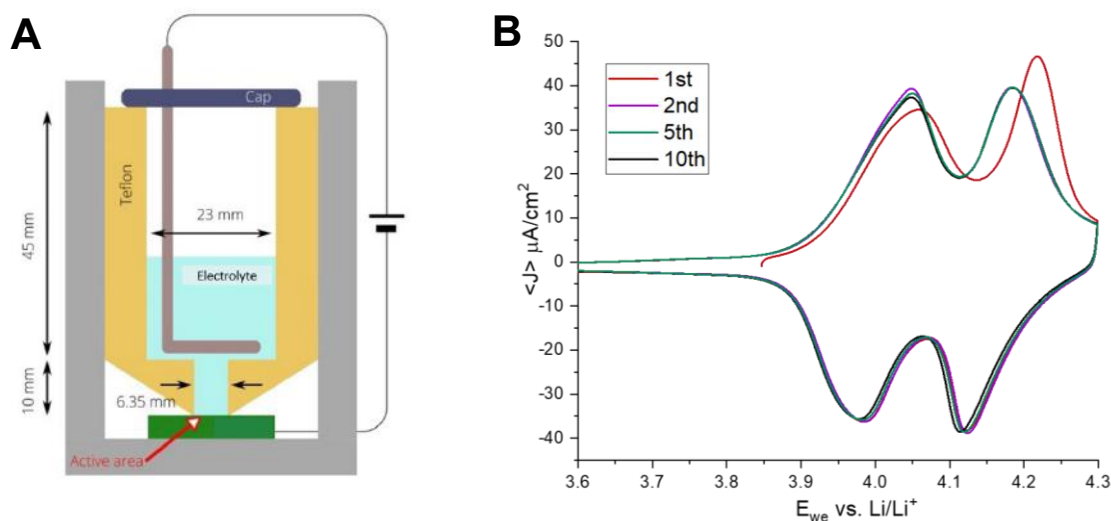 A
Cap
Teflon
45 mm
23 mm
Electrolyte
10 mm
6.35 mm
Active area
B
1st
2nd
5th
10th
<J> μA/cm²
50
40
30
20
10
0
-10
-20
-30
-40
3.6 3.7 3.8 3.9 4.0 4.1 4.2 4.3
E_we vs. Li/Li⁺